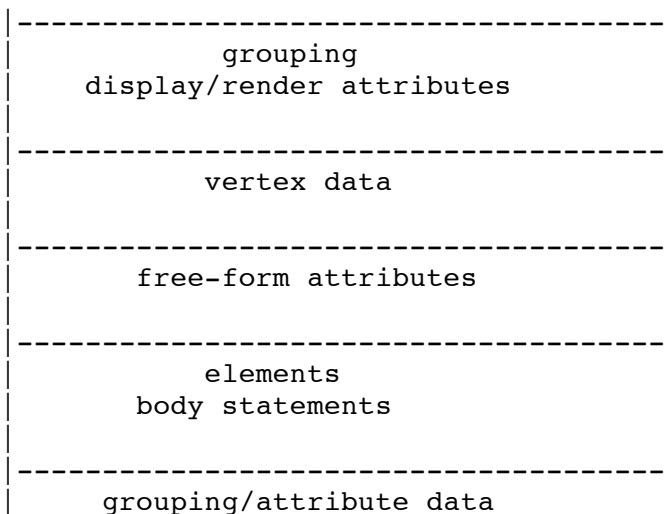 |--------------------------------------
|            grouping
|    display/render attributes
|
|--------------------------------------
|           vertex data
|
|--------------------------------------
|       free-form attributes
|
|--------------------------------------
|           elements
|       body statements
|
|--------------------------------------
|     grouping/attribute data